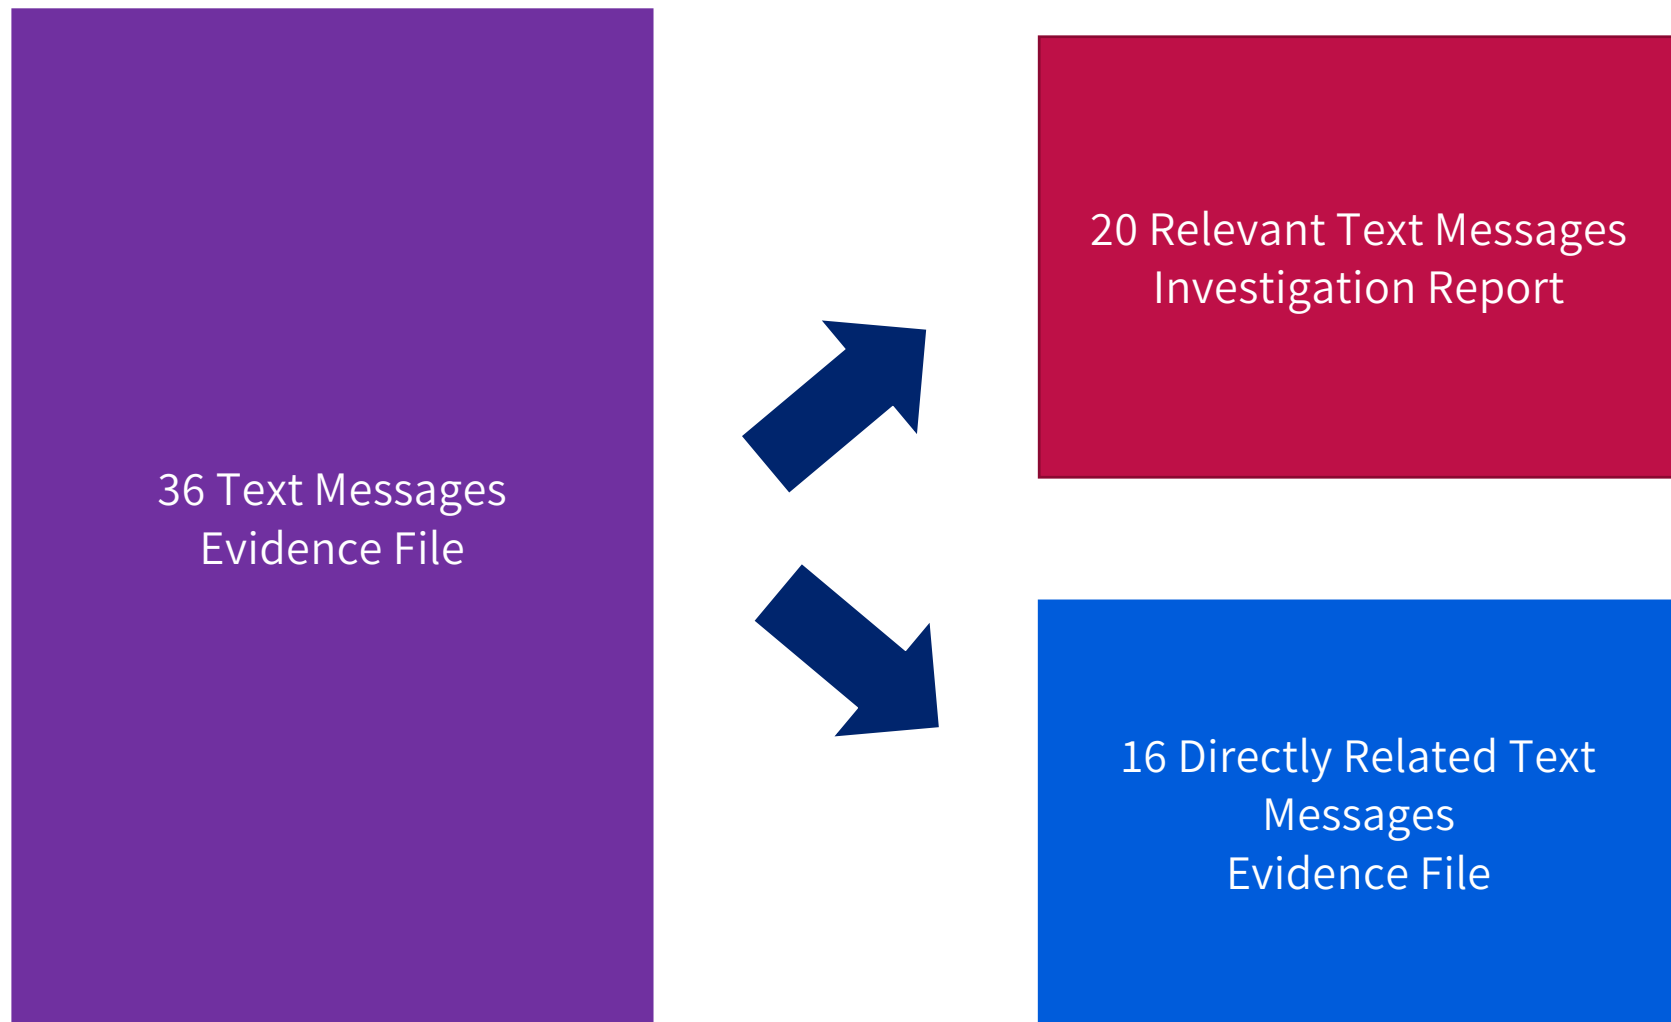 36 Text Messages
Evidence File
20 Relevant Text Messages
Investigation Report
16 Directly Related Text
Messages
Evidence File